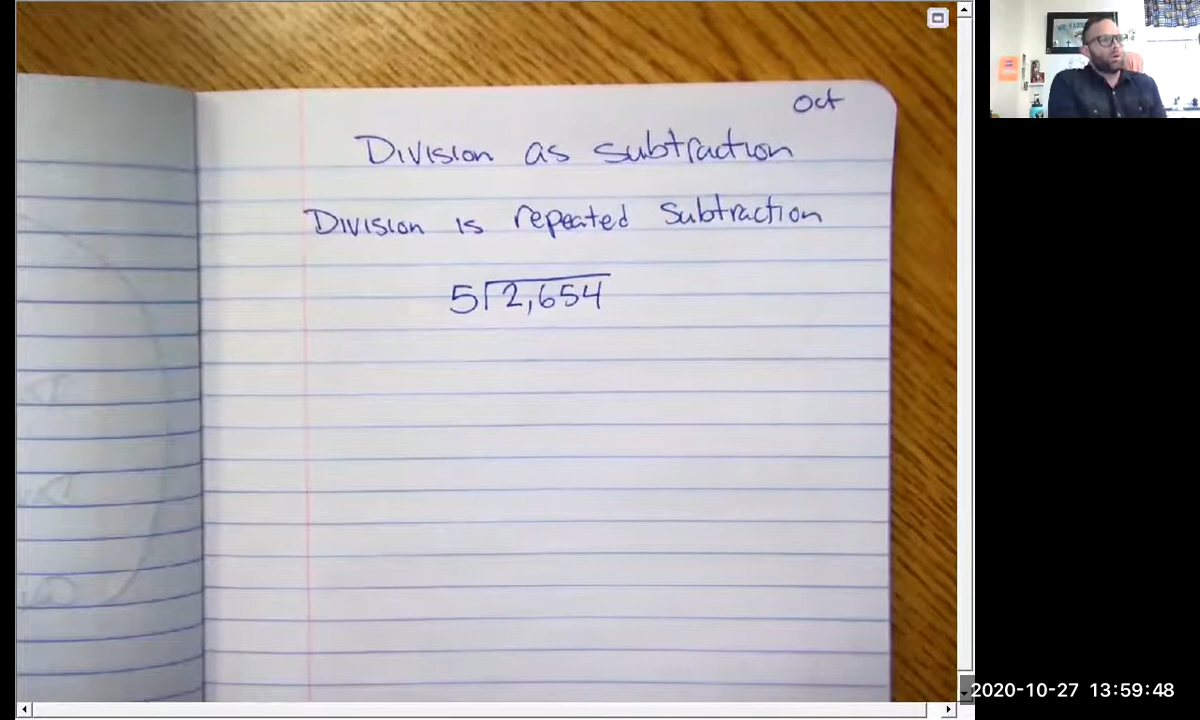 Oct
Division as subtraction
Division is repeated subtraction
5 2,654
2020-10-27 13:59:48